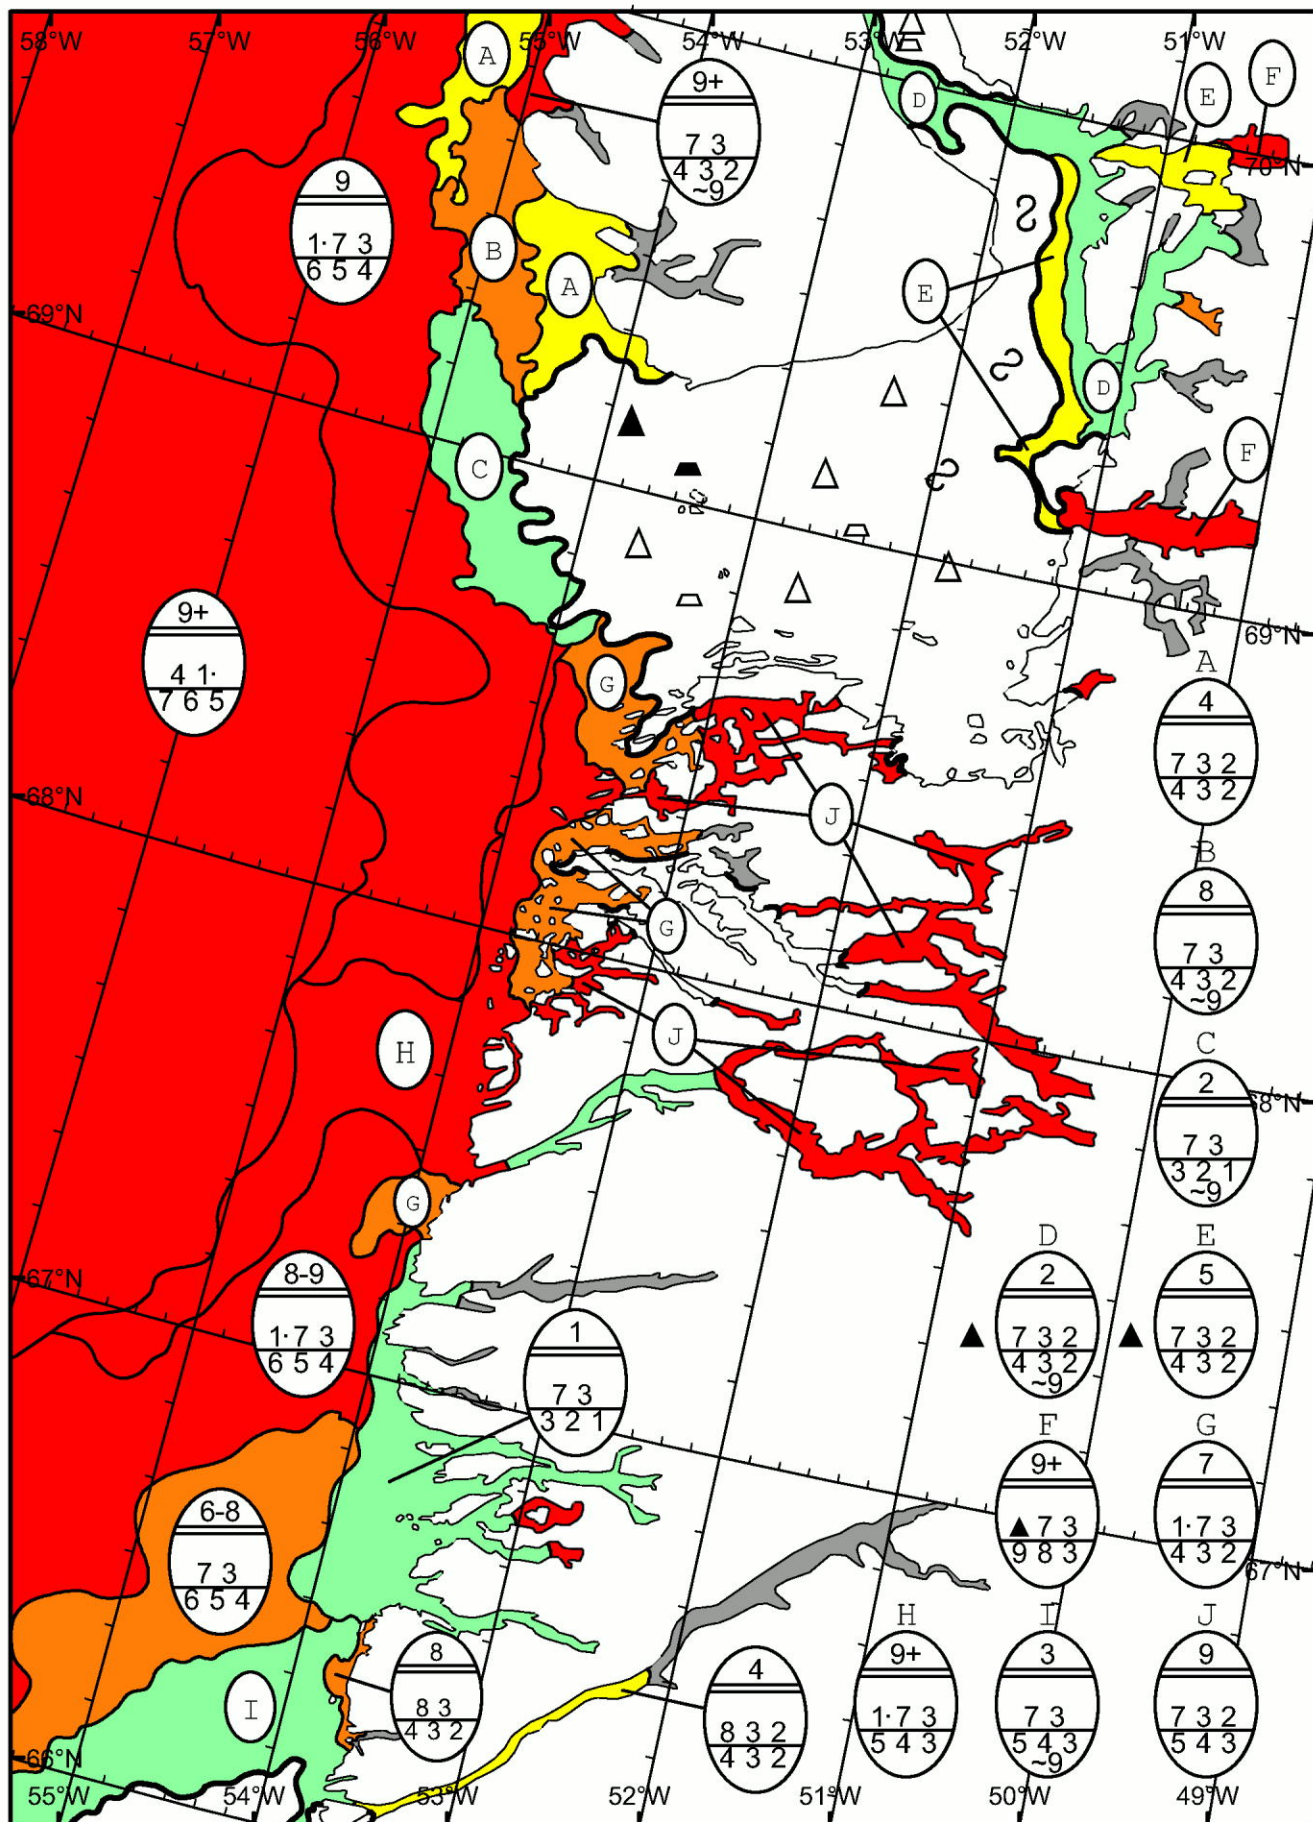 58°W 57°W 56°W 55°W 54°W 53°W 52°W 51°W
A
9+
7 3
4 3 2
~9
D
E
F
70°N
9
1·7 3
6 5 4
B
A
E
69°N
D
C
F
9+
4 1·
7 6 5
G
69°N
A
4
7 3 2
4 3 2
68°N
J
B
8
7 3
4 3 2
~9
G
H
J
C
2
7 3
3 2 1
~9
68°N
G
D
2
7 3 2
4 3 2
~9
E
5
7 3 2
4 3 2
67°N
8-9
1·7 3
6 5 4
1
7 3
3 2 1
F
9+
7 3
9 8 3
G
7
1·7 3
4 3 2
6-8
7 3
6 5 4
67°N
I
8
8 3
4 3 2
4
8 3 2
4 3 2
H
9+
1·7 3
5 4 3
I
3
7 3
5 4 3
~9
J
9
7 3 2
5 4 3
66°N
55°W 54°W 53°W 52°W 51°W 50°W 49°W